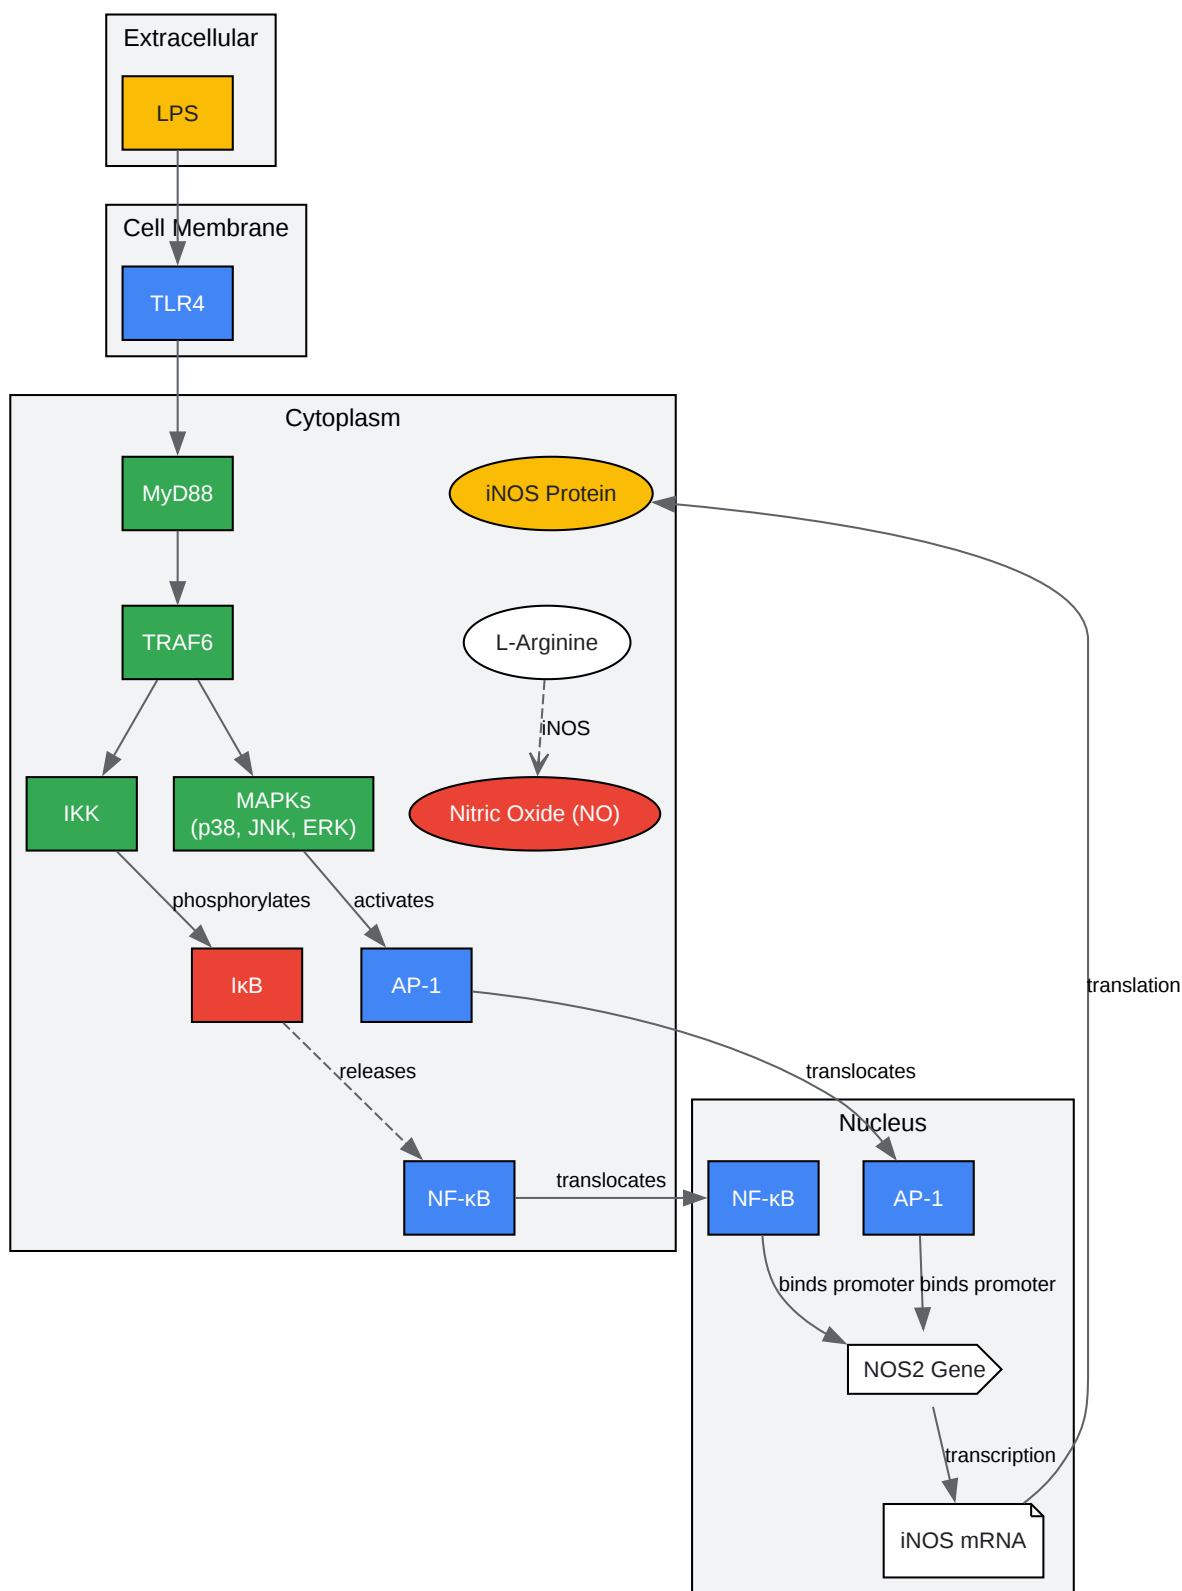 Extracellular
LPS
Cell Membrane
TLR4
Cytoplasm
MyD88
iNOS Protein
TRAF6
L-Arginine
iNOS
IKK
MAPKs
(p38, JNK, ERK)
Nitric Oxide (NO)
phosphorylates
activates
IκB
AP-1
translation
releases
translocates
Nucleus
NF-κB
translocates
NF-κB
AP-1
binds promoter
binds promoter
NOS2 Gene
transcription
iNOS mRNA